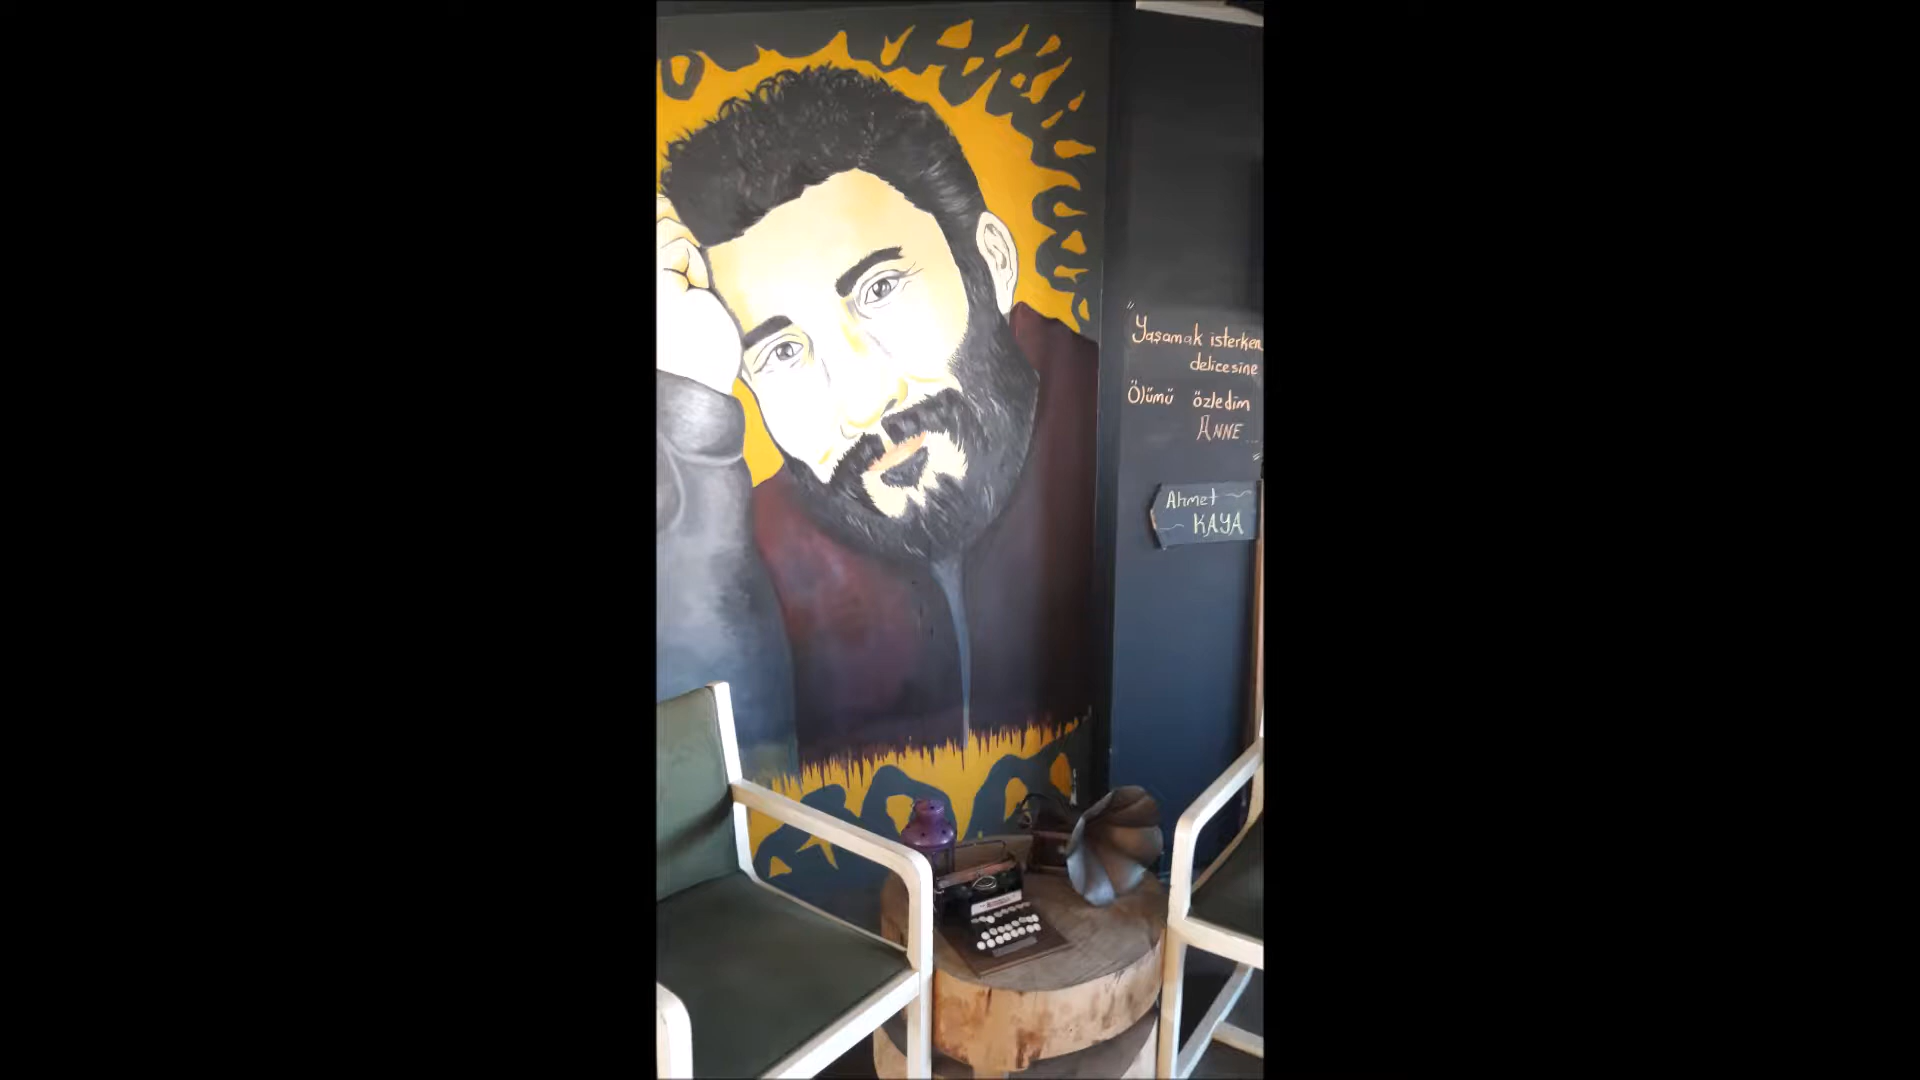 "Yaşamak isterken
delicesine
Ölümü özledim
ANNE
"
Ahmet
KAYA